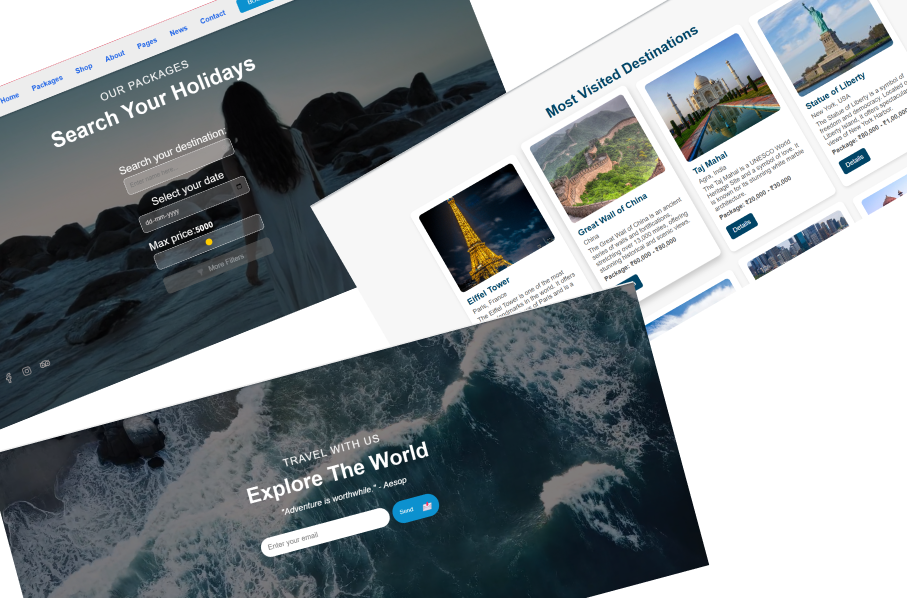 Home Packages Shop About Pages News Contact
OUR PACKAGES
Search Your Holidays
Search your destination:
Select your date
dd-mm-yyyy
Max price:5000
More Filters
Most Visited Destinations
Eiffel Tower
Paris, France
The Eiffel Tower is one of the most
landmarks in the world. It offers
of Paris and is a
Great Wall of China
China
The Great Wall of China is an ancient
series of walls and fortifications,
stretching over 13,000 miles, offering
stunning historical and scenic views.
Package: ₹60,000 - ₹80,000
Taj Mahal
Agra, India
The Taj Mahal is a UNESCO World
Heritage Site and a symbol of love. It
is known for its stunning white marble
architecture.
Package: ₹20,000 - ₹30,000
Details
Statue of Liberty
New York, USA
The Statue of Liberty is a symbol of
freedom and democracy. Located on
Liberty Island, it offers spectacular
views of New York Harbor.
Package: ₹80,000 - ₹1,00,000
Details
TRAVEL WITH US
Explore The World
"Adventure is worthwhile." - Aesop
Enter your email
Send